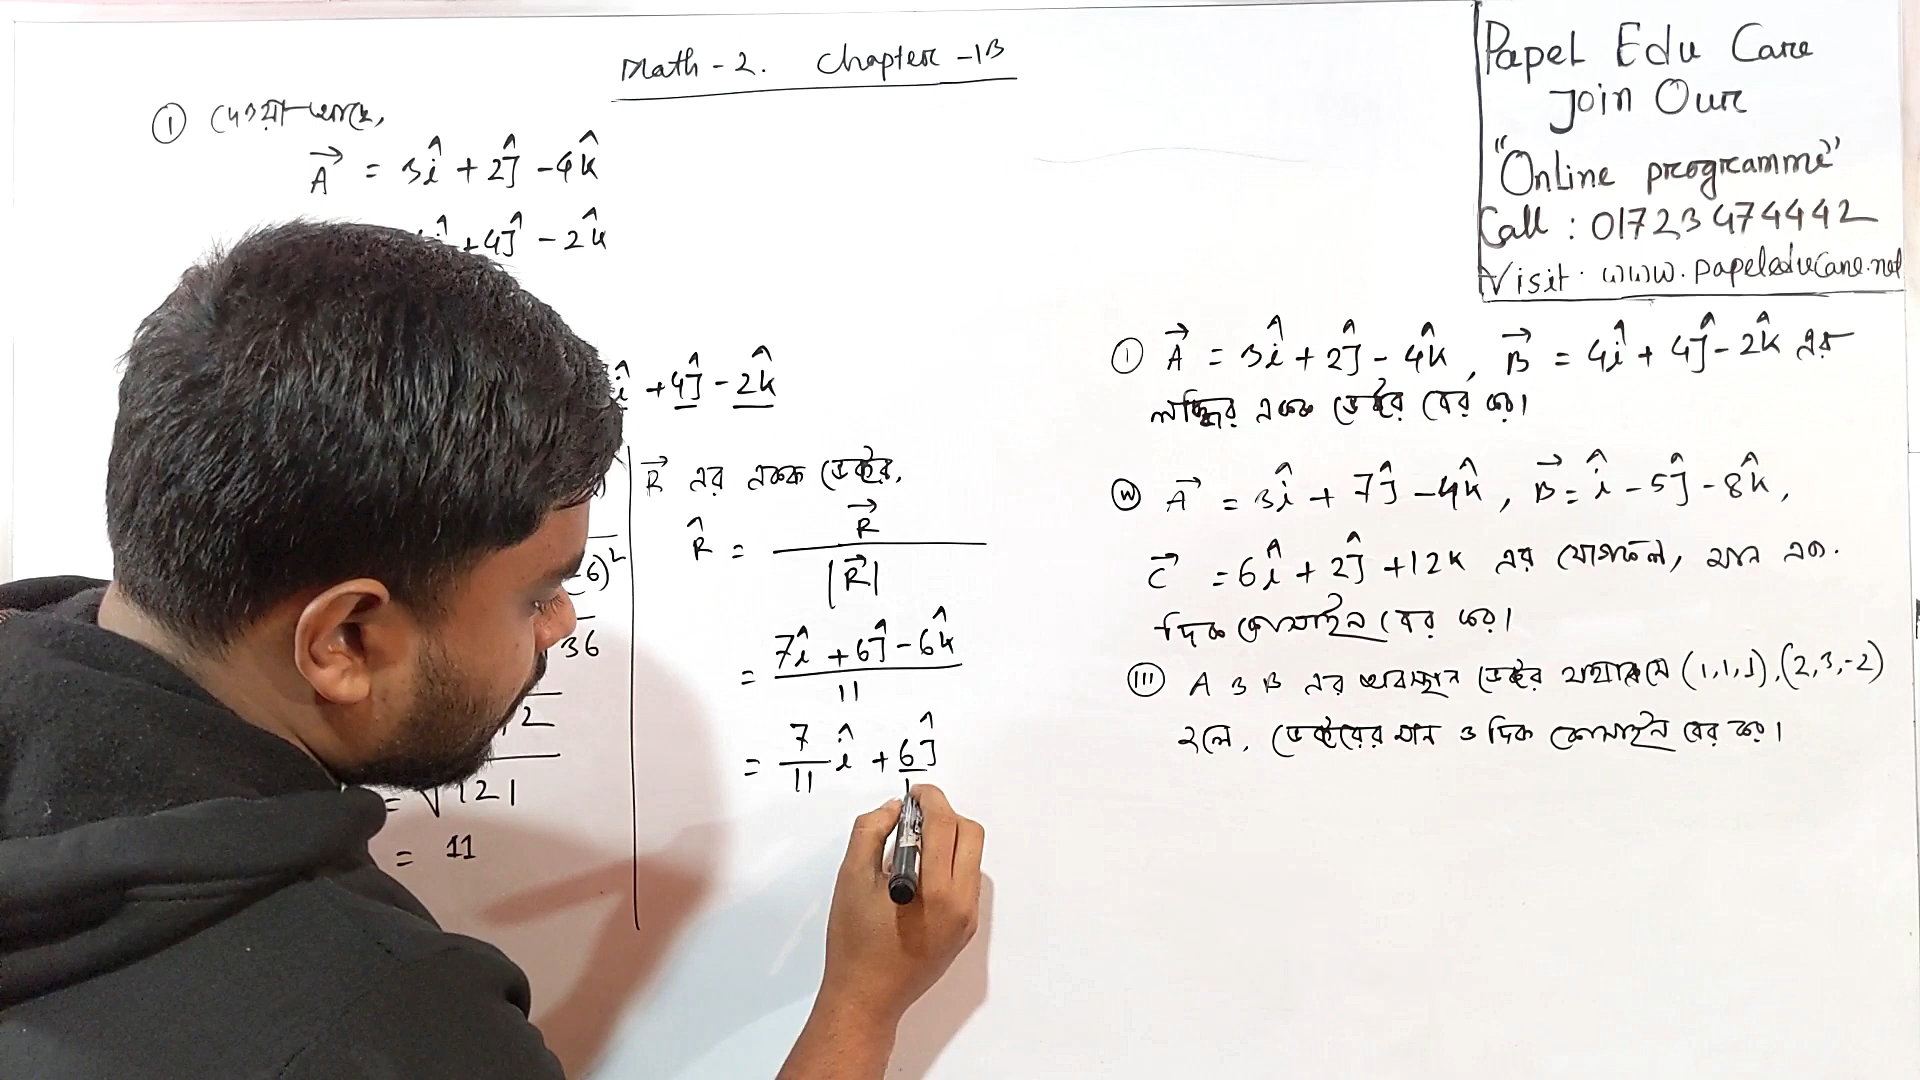 Math - 2. Chapter - 1B
① দেওয়া আছে,
A⃗ = 3î + 2ĵ - 4k̂
î + 4ĵ - 2k̂
î + 4ĵ - 2k̂
-6)²
36
= √121
= 11
R⃗ এর একক ভেক্টর,
R̂ = R⃗
|R⃗|
= 7î + 6ĵ - 6k̂
11
= 7/11 î + 6ĵ
Papel Edu Care
Join Our
"Online programme"
Call : 01723474442
Visit : www.papeleducare.net
① A⃗ = 3î + 2ĵ - 4k̂, B⃗ = 4î + 4ĵ - 2k̂ এর
লব্ধির একক ভেক্টর বের কর।
⑪ A⃗ = 3î + 7ĵ - 4k̂, B⃗ = î - 5ĵ - 8k̂,
C⃗ = 6î + 2ĵ + 12k এর যোগফল, মান এবং
দিক কোসাইন বের কর।
⑪I A ও B এর অবস্থান ভেক্টর যথাক্রমে (1,1,1), (2,3,-2)
হলে, ভেক্টরের মান ও দিক কোসাইন বের কর।